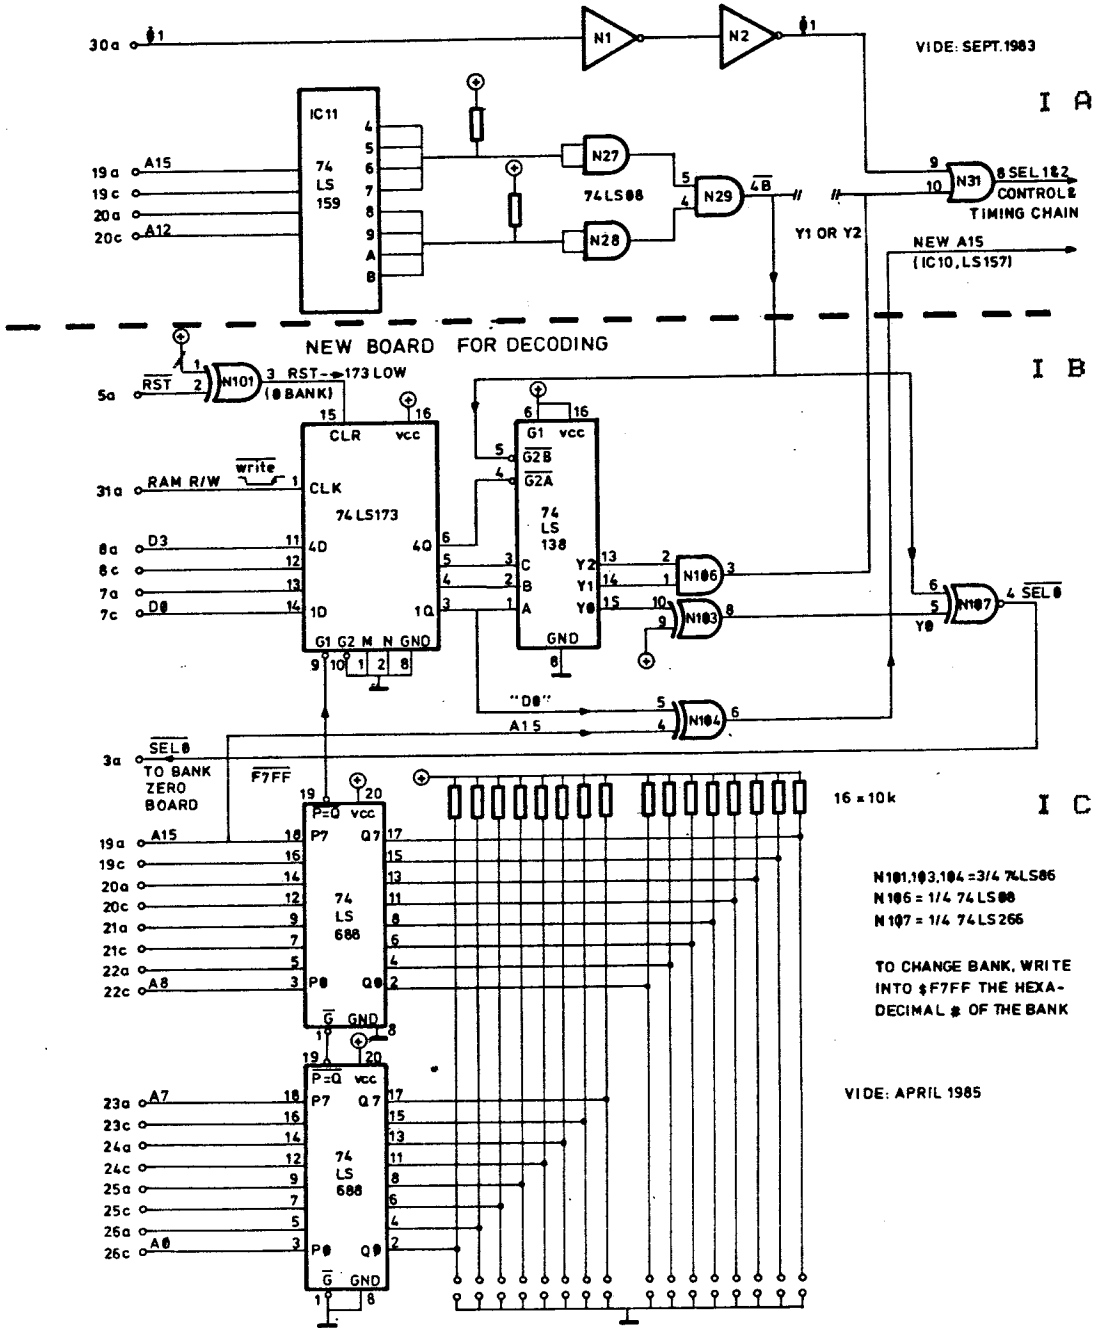 30a Φ1
N1
N2
Φ1
VIDE: SEPT.1983
I A
IC11
74
LS
159
4
5
6
7
8
9
A
B
19a A15
19c
20a
20c A12
N27
74LS08
N28
5
4
N29
4B
Y1 OR Y2
9
10
N31
8 SEL 1&2
CONTROL &
TIMING CHAIN
NEW A15
(IC10, LS157)
NEW BOARD FOR DECODING
I B
5a RST
1
2
N101
3 RST → 173 LOW
(0 BANK)
15
16
CLR
vcc
31a RAM R/W
write
1
CLK
74LS173
8a D3
8c
7a
7c D0
11
12
13
14
4D
1D
4Q
1Q
6
5
4
3
G1 G2 M N GND
9 10 1 2 8
6 16
G1 vcc
5 G2B
4 G2A
74
LS
138
3 C
2 B
1 A
Y2 13
Y1 14
Y0 15
GND
8
2
1
N106
3
10
9
N103
8
6
5
Y0
N107
4 SEL0
"D0"
A15
5
4
N104
6
3a SEL0
TO BANK
ZERO
BOARD
F7FF
19 20
P=Q vcc
16 x 10k
I C
19a A15
19c
20a
20c
21a
21c
22a
22c A8
18 P7
16
14
12
9
7
5
3 P0
74
LS
688
Q7 17
15
13
11
8
6
4
Q0 2
G GND
1 8
N101,103,104 =3/4 74LS86
N106 = 1/4 74LS08
N107 = 1/4 74LS266
TO CHANGE BANK, WRITE
INTO $F7FF THE HEXA-
DECIMAL # OF THE BANK
19 20
P=Q vcc
VIDE: APRIL 1985
23a A7
23c
24a
24c
25a
25c
26a
26c A0
18 P7
16
14
12
9
7
5
3 P0
74
LS
688
Q7 17
15
13
11
8
6
4
Q0 2
G GND
1 8